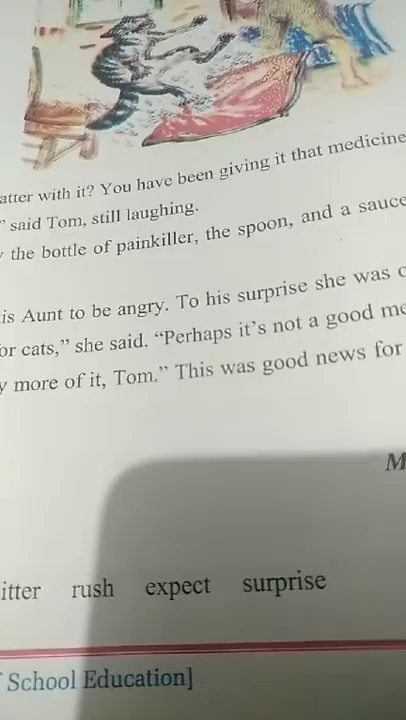 atter with it? You have been giving it that medicine
" said Tom, still laughing.
the bottle of painkiller, the spoon, and a sauce
is Aunt to be angry. To his surprise she was
or cats," she said. "Perhaps it's not a good me
y more of it, Tom." This was good news for
M
itter rush expect surprise
School Education]